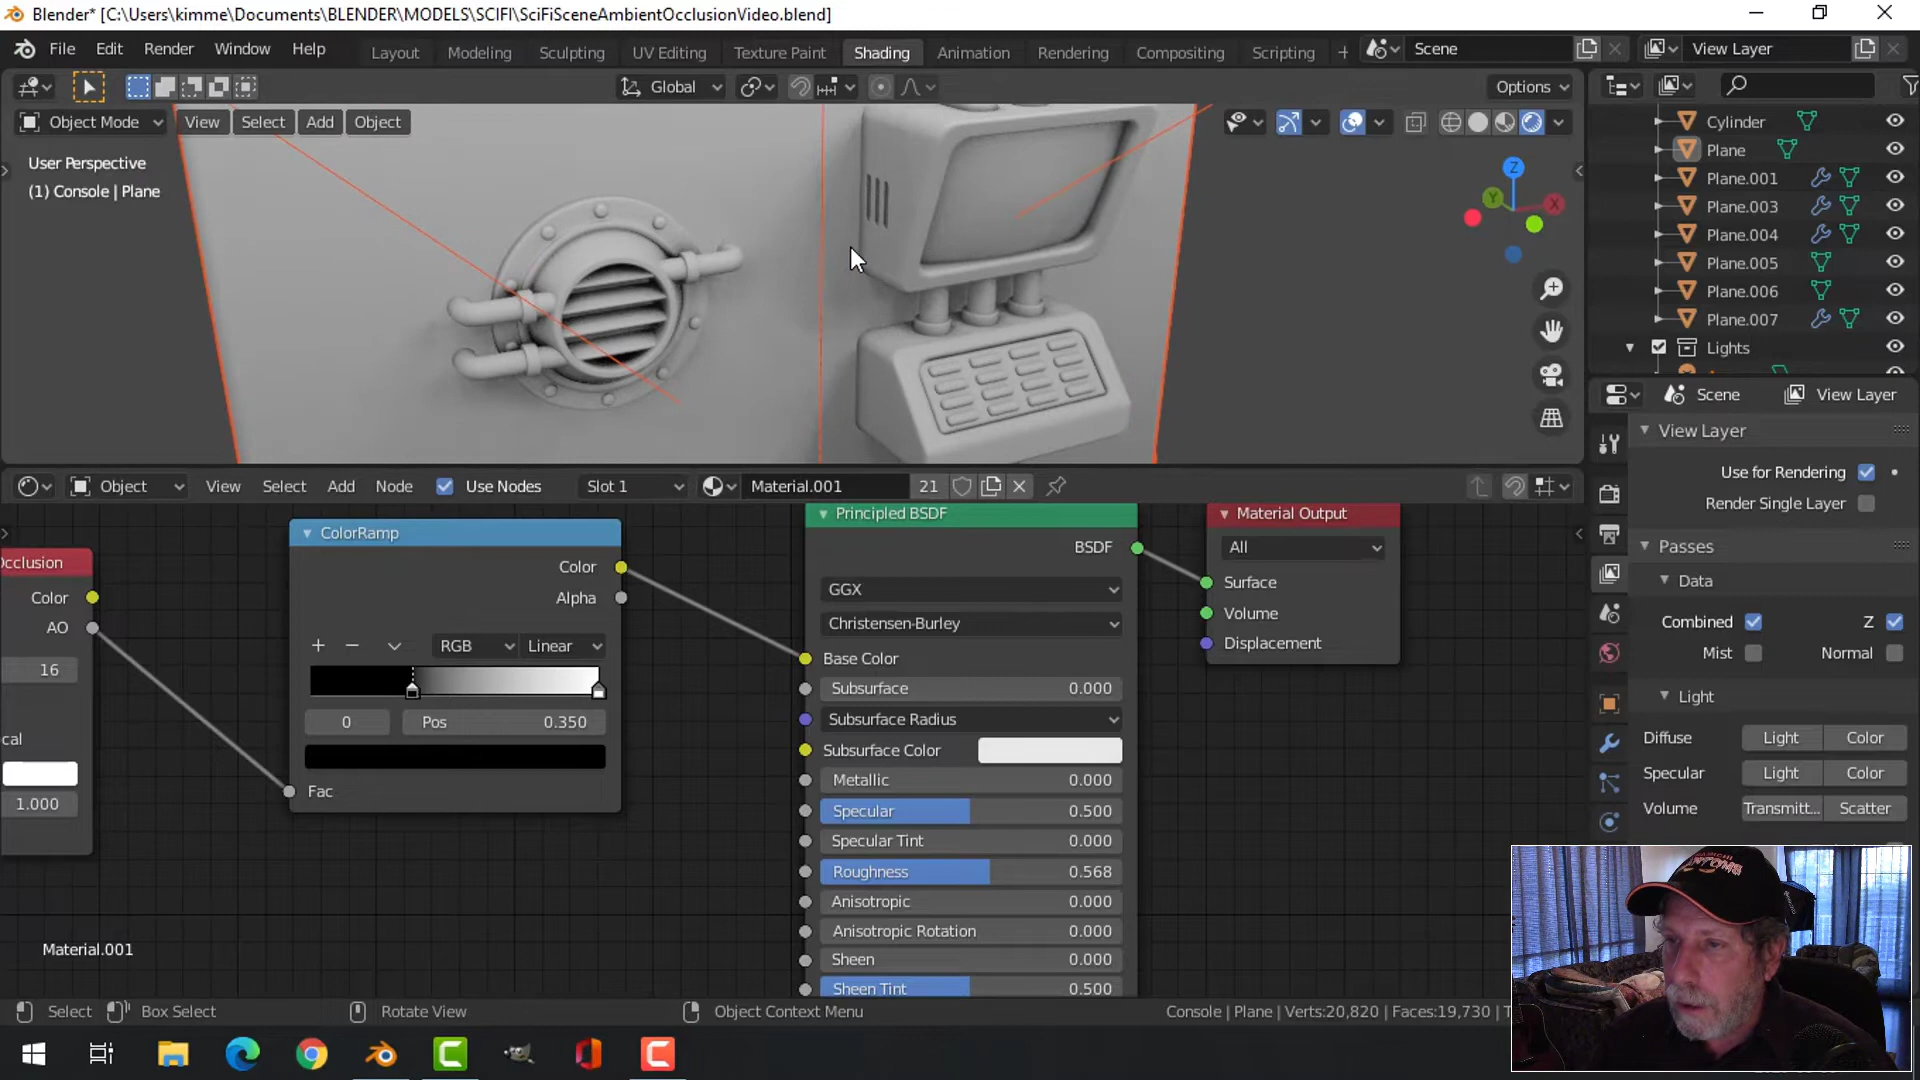 Blender* [C:\Users\kimme\Documents\BLENDER\MODELS\SCIFI\SciFiSceneAmbientOcclusionVideo.blend]
File Edit Render Window Help Layout Modeling Sculpting UV Editing Texture Paint Shading Animation Rendering Compositing Scripting + Scene View Layer
Global Options
Object Mode View Select Add Object
User Perspective
(1) Console | Plane
Z
Y
X
Cylinder
Plane
Plane.001
Plane.003
Plane.004
Plane.005
Plane.006
Plane.007
Lights
Scene View Layer
View Layer
Use for Rendering
Render Single Layer
Passes
Data
Combined Z
Mist Normal
Light
Diffuse Light Color
Specular Light Color
Volume Transmitt... Scatter
Object View Select Add Node Use Nodes Slot 1 Material.001 21
Occlusion
Color
AO
16
cal
1.000
ColorRamp
Color
Alpha
+ − RGB Linear
0 Pos 0.350
Fac
Principled BSDF
BSDF
GGX
Christensen-Burley
Base Color
Subsurface 0.000
Subsurface Radius
Subsurface Color
Metallic 0.000
Specular 0.500
Specular Tint 0.000
Roughness 0.568
Anisotropic 0.000
Anisotropic Rotation 0.000
Sheen 0.000
Sheen Tint 0.500
Material Output
All
Surface
Volume
Displacement
Material.001
Select Box Select Rotate View Object Context Menu Console | Plane | Verts:20,820 | Faces:19,730 | T